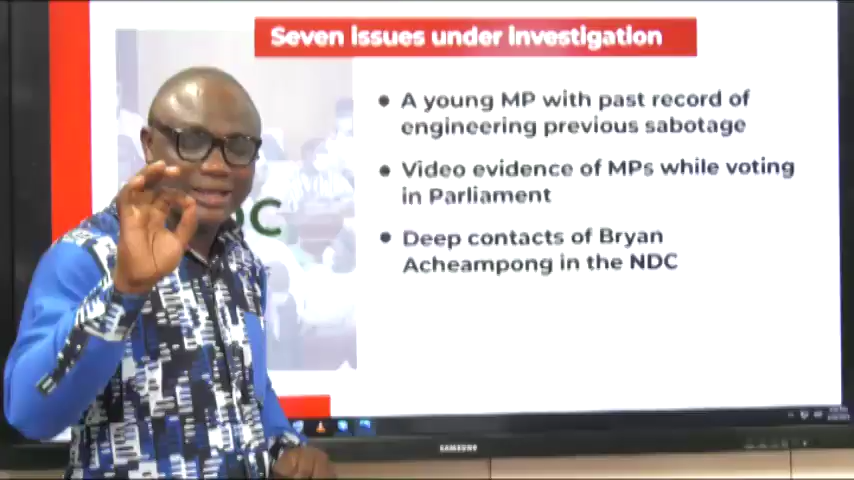 Seven issues under investigation
A young MP with past record of
engineering previous sabotage
Video evidence of MPs while voting
in Parliament
Deep contacts of Bryan
Acheampong in the NDC
DC
SAMSUNG